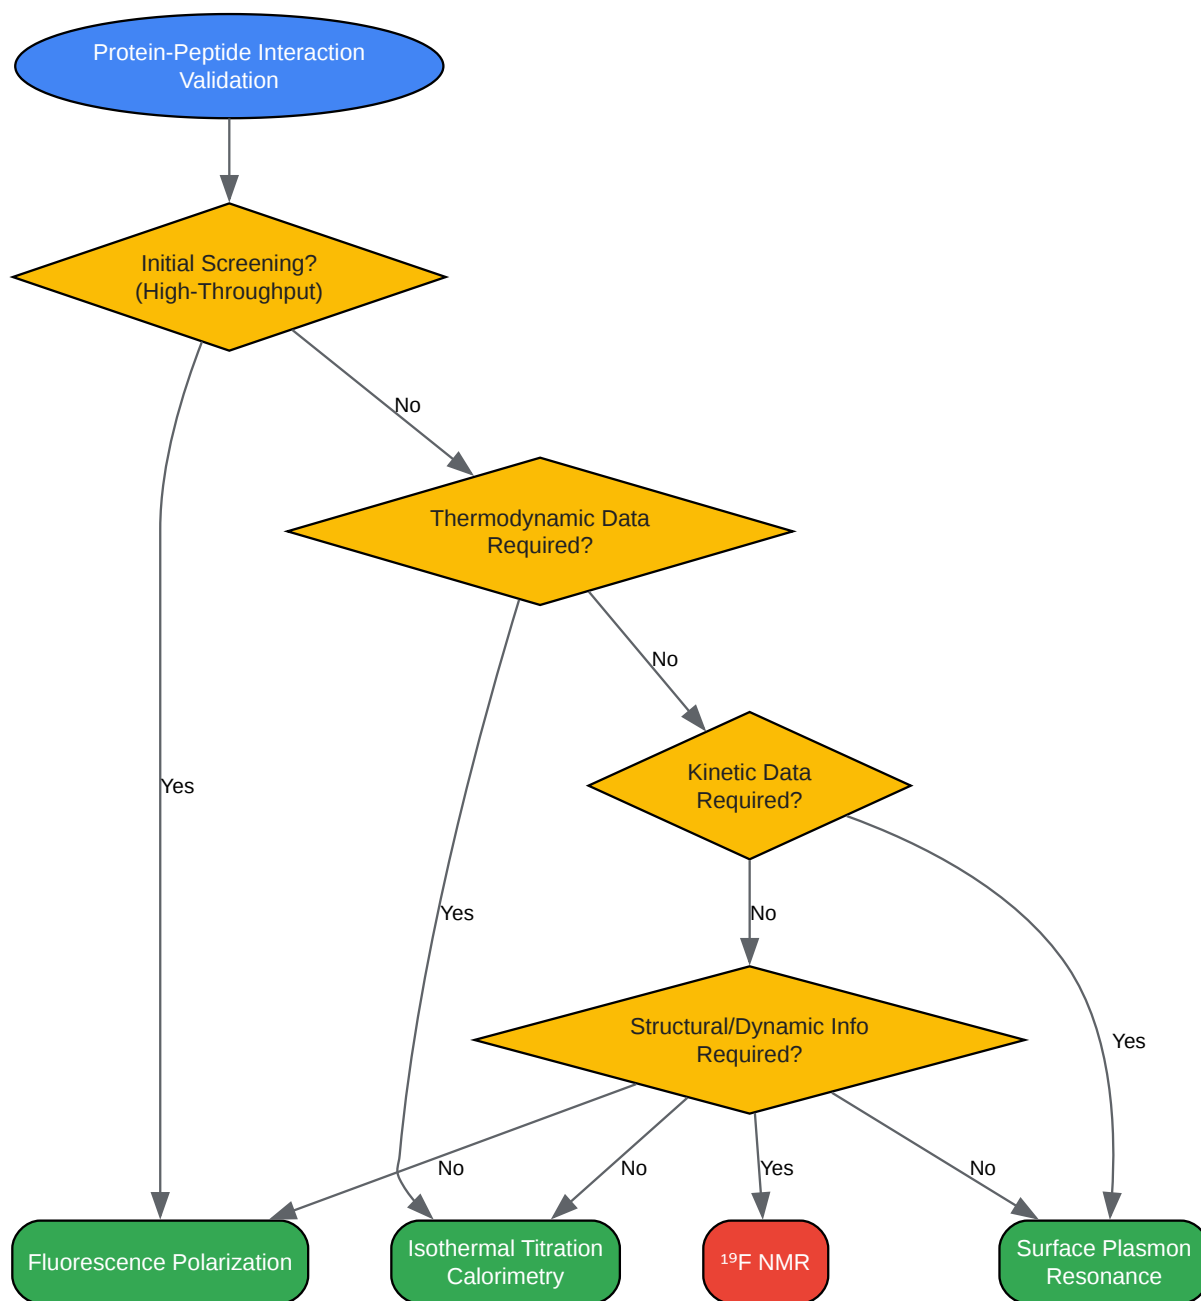 Protein-Peptide Interaction
Validation
Initial Screening?
(High-Throughput)
No
Thermodynamic Data
Required?
No
Kinetic Data
Required?
Yes
Yes
No
Structural/Dynamic Info
Required?
Yes
No
No
Yes
No
Fluorescence Polarization
Isothermal Titration
Calorimetry
¹⁹F NMR
Surface Plasmon
Resonance